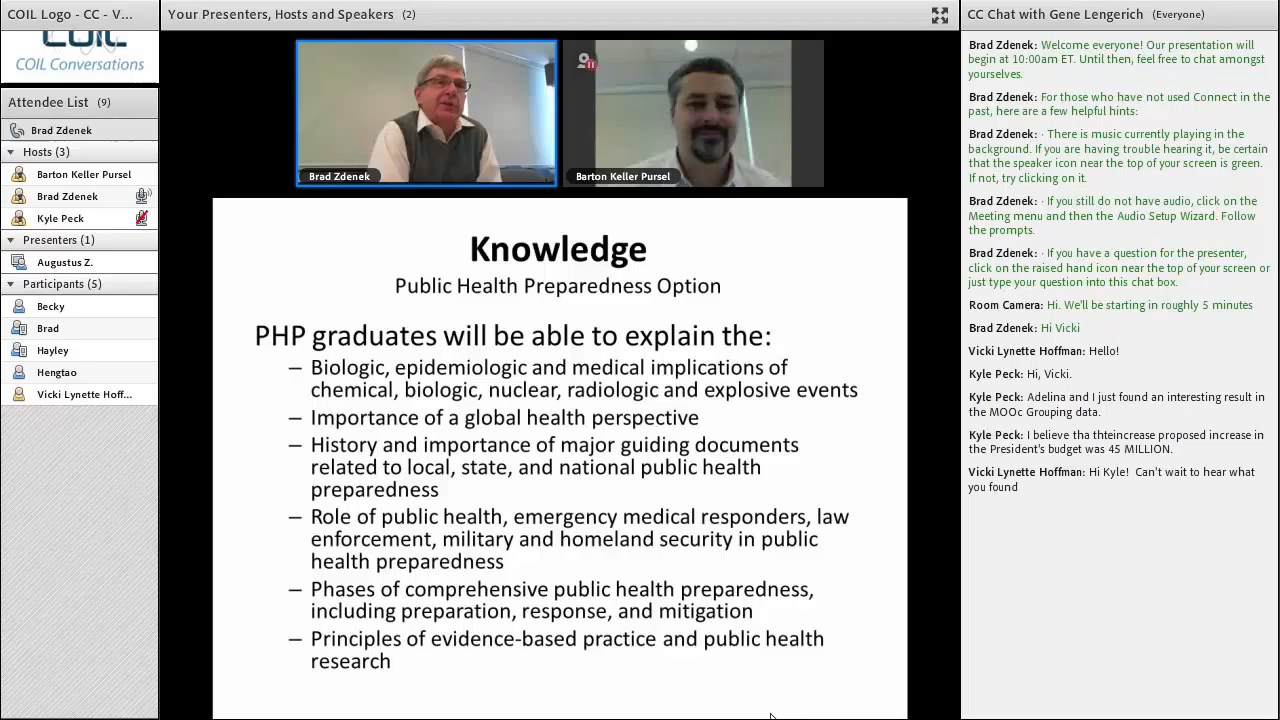 COIL Logo - CC - V...
COIL
COIL Conversations
Attendee List (9)
Brad Zdenek
Hosts (3)
Barton Keller Pursel
Brad Zdenek
Kyle Peck
Presenters (1)
Augustus Z.
Participants (5)
Becky
Brad
Hayley
Hengtao
Vicki Lynette Hoff...
Your Presenters, Hosts and Speakers (2)
Brad Zdenek
Barton Keller Pursel
Knowledge
Public Health Preparedness Option
PHP graduates will be able to explain the:
– Biologic, epidemiologic and medical implications of
chemical, biologic, nuclear, radiologic and explosive events
– Importance of a global health perspective
– History and importance of major guiding documents
related to local, state, and national public health
preparedness
– Role of public health, emergency medical responders, law
enforcement, military and homeland security in public
health preparedness
– Phases of comprehensive public health preparedness,
including preparation, response, and mitigation
– Principles of evidence-based practice and public health
research
CC Chat with Gene Lengerich (Everyone)
Brad Zdenek: Welcome everyone! Our presentation will
begin at 10:00am ET. Until then, feel free to chat amongst
yourselves.
Brad Zdenek: For those who have not used Connect in the
past, here are a few helpful hints:
Brad Zdenek: · There is music currently playing in the
background. If you are having trouble hearing it, be certain
that the speaker icon near the top of your screen is green.
If not, try clicking on it.
Brad Zdenek: · If you still do not have audio, click on the
Meeting menu and then the Audio Setup Wizard. Follow
the prompts.
Brad Zdenek: · If you have a question for the presenter,
click on the raised hand icon near the top of your screen or
just type your question into this chat box.
Room Camera: Hi. We'll be starting in roughly 5 minutes
Brad Zdenek: Hi Vicki
Vicki Lynette Hoffman: Hello!
Kyle Peck: Hi, Vicki.
Kyle Peck: Adelina and I just found an interesting result in
the MOOc Grouping data.
Kyle Peck: I believe tha thteincrease proposed increase in
the President's budget was 45 MILLION.
Vicki Lynette Hoffman: Hi Kyle! Can't wait to hear what
you found